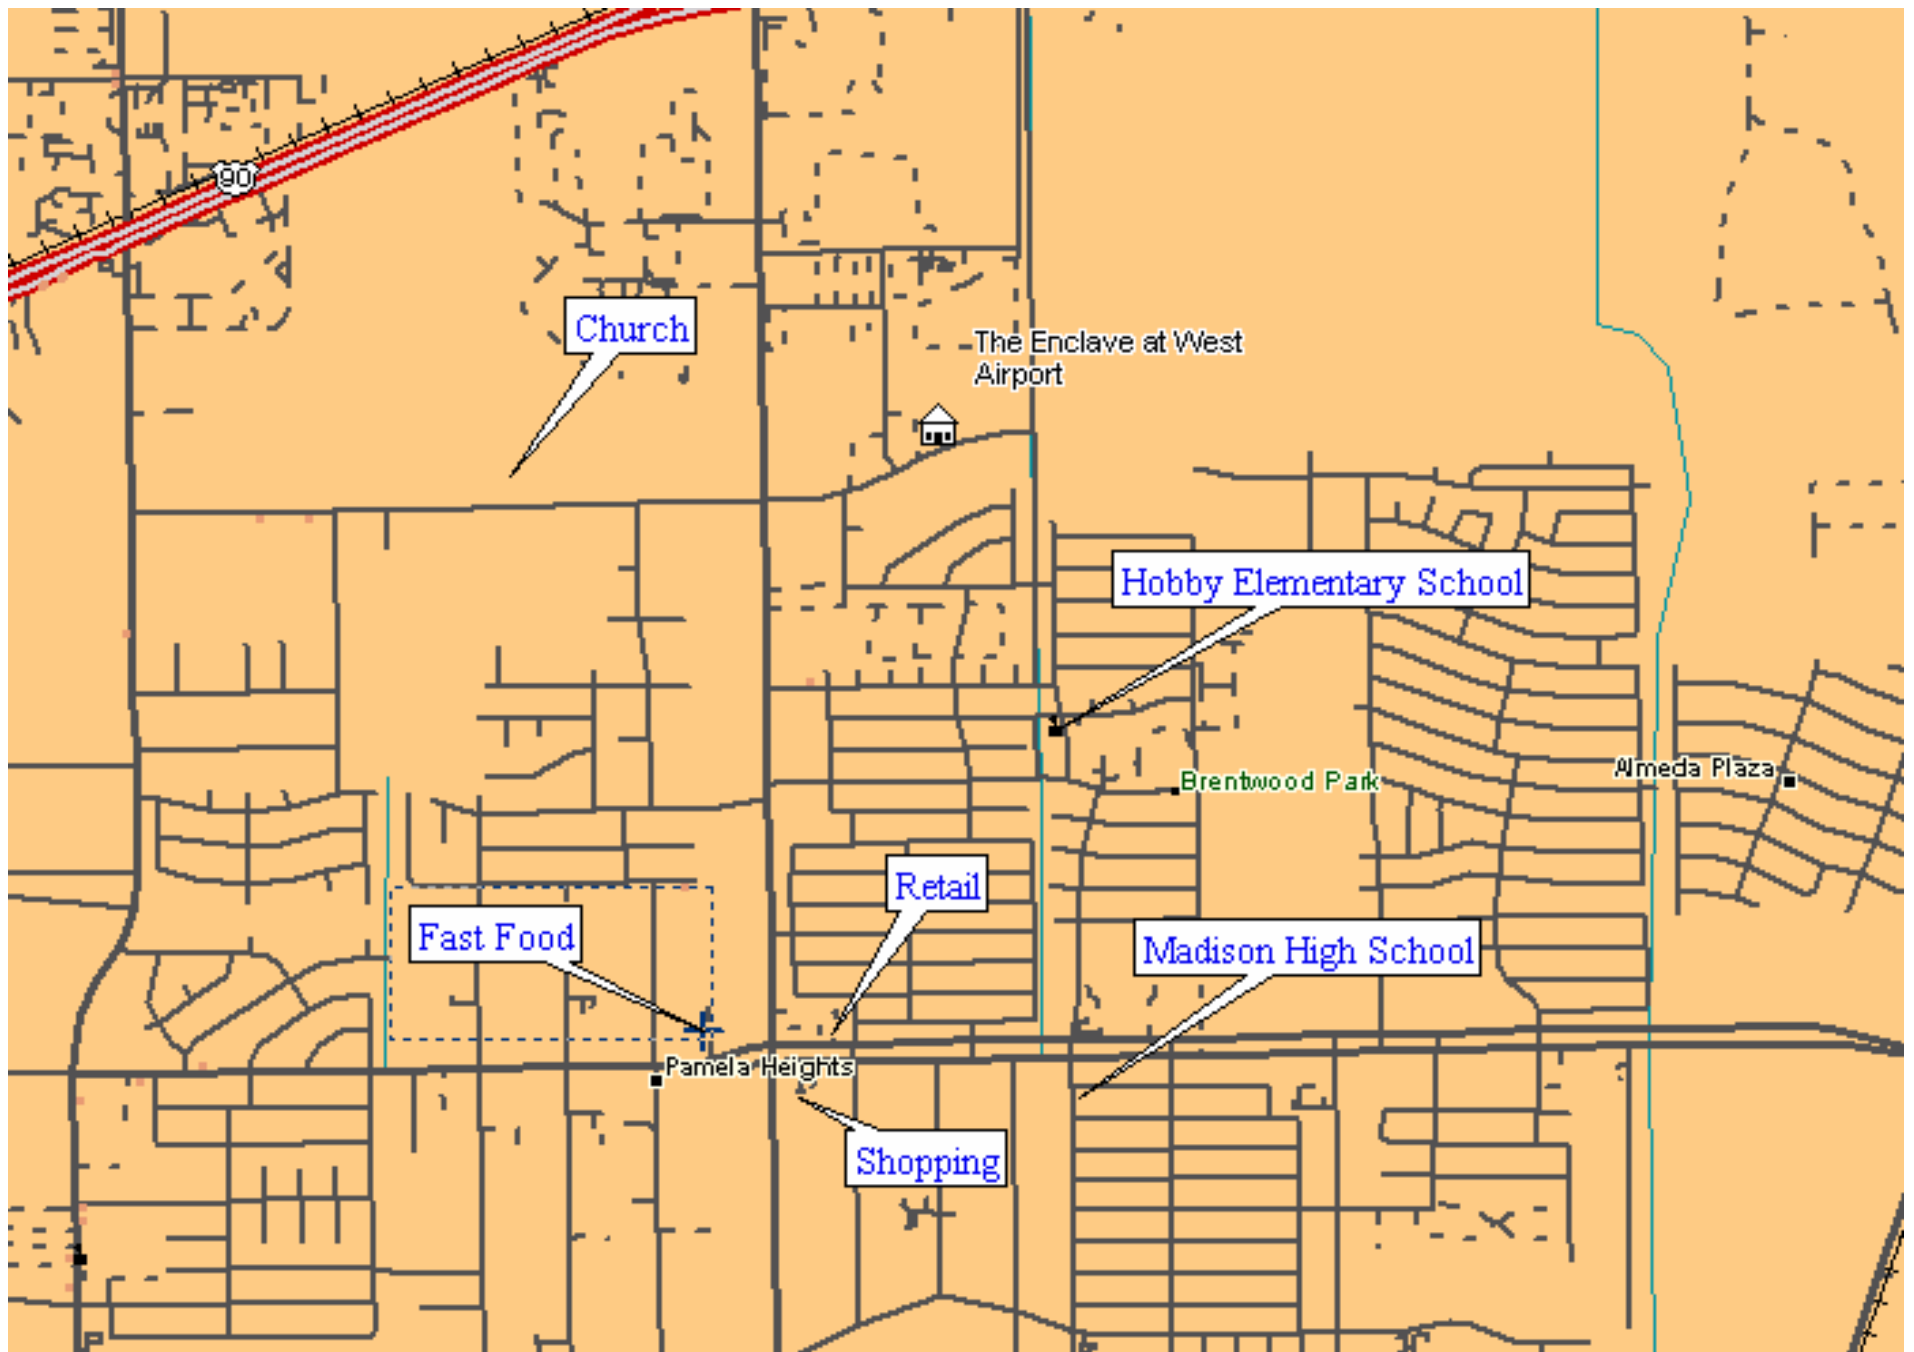 90
Church
The Enclave at West
Airport
Hobby Elementary School
Almeda Plaza
Brentwood Park
Retail
Fast Food
Madison High School
Pamela Heights
Shopping